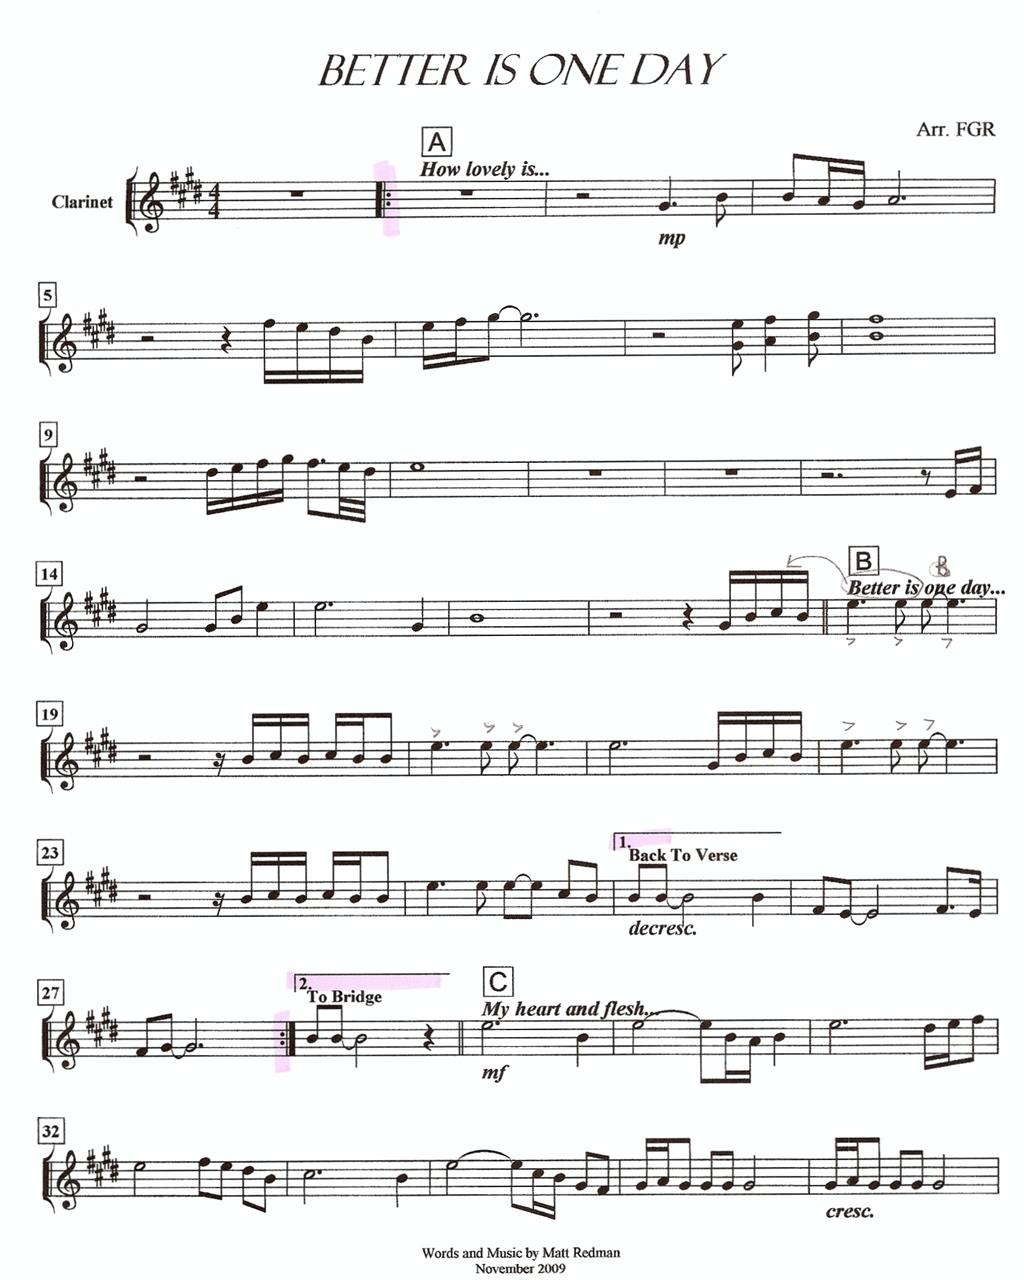 BETTER IS ONE DAY
Arr. FGR
A
How lovely is...
Clarinet
4
4
mp
5
9
14
B
B
Better is one day...
19
23
1.
Back To Verse
decresc.
27
2.
To Bridge
C
My heart and flesh...
mf
32
cresc.
Words and Music by Matt Redman
November 2009